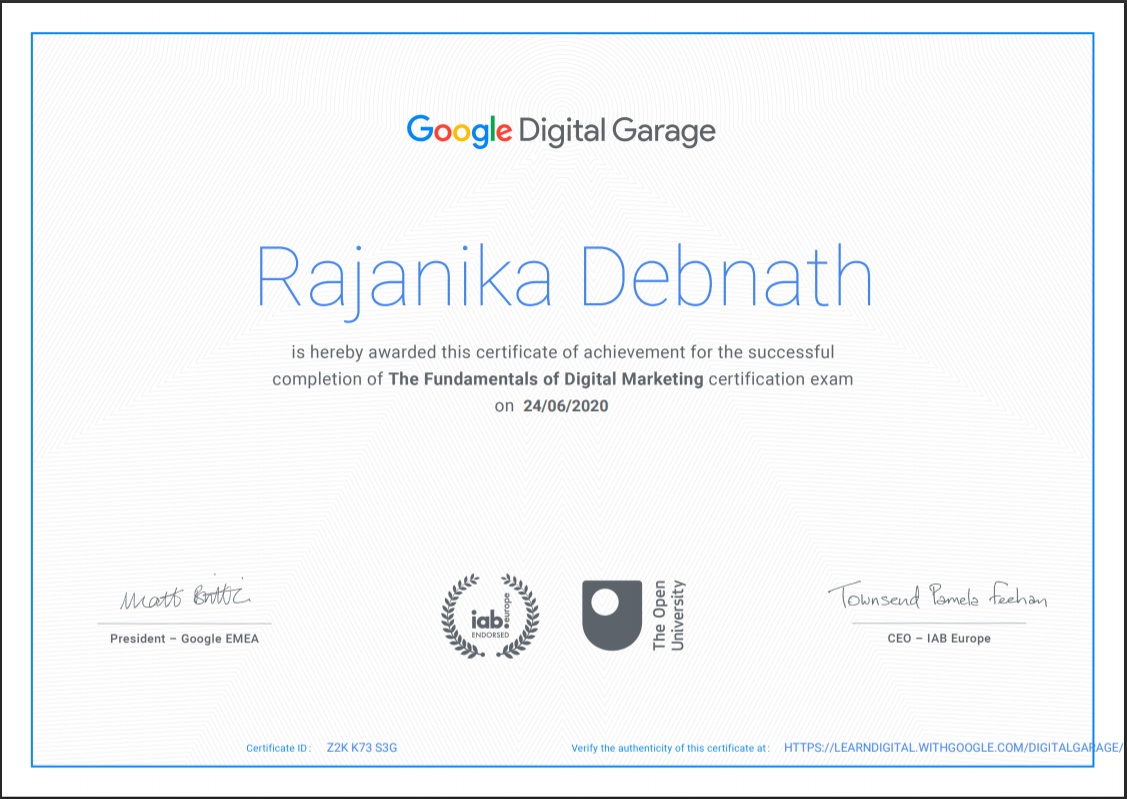 Google Digital Garage
Rajanika Debnath
is hereby awarded this certificate of achievement for the successful
completion of The Fundamentals of Digital Marketing certification exam
on 24/06/2020
Matt Brittin
President – Google EMEA
iab.europe
ENDORSED
The Open
University
Townsend Pamela Feehan
CEO – IAB Europe
Certificate ID : Z2K K73 S3G
Verify the authenticity of this certificate at : HTTPS://LEARNDIGITAL.WITHGOOGLE.COM/DIGITALGARAGE/